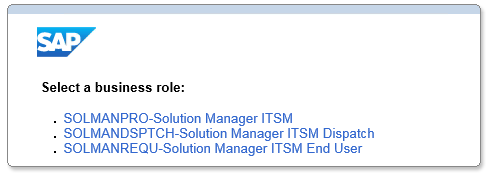 SAP
Select a business role:
. SOLMANPRO-Solution Manager ITSM
. SOLMANDSPTCH-Solution Manager ITSM Dispatch
. SOLMANREQU-Solution Manager ITSM End User